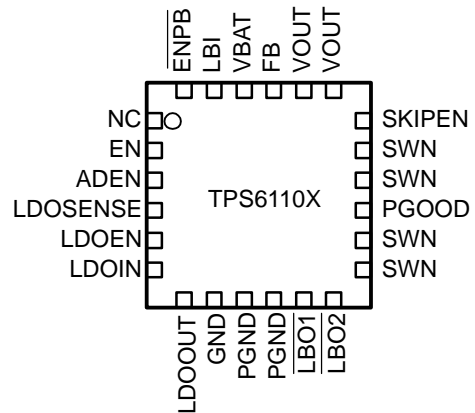 ENPB
LBI
VBAT
FB
VOUT
VOUT
NC
EN
ADEN
LDOSENSE
LDOEN
LDOIN
TPS6110X
SKIPEN
SWN
SWN
PGOOD
SWN
SWN
LDOOUT
GND
PGND
PGND
LBO1
LBO2